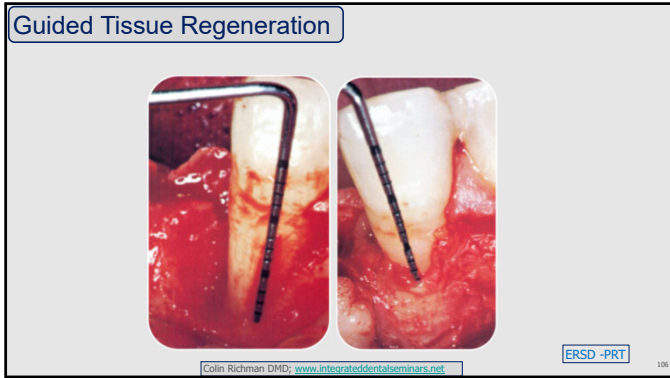 Guided Tissue Regeneration
ERSD -PRT
Colin Richman DMD; www.integrateddentalseminars.net
106